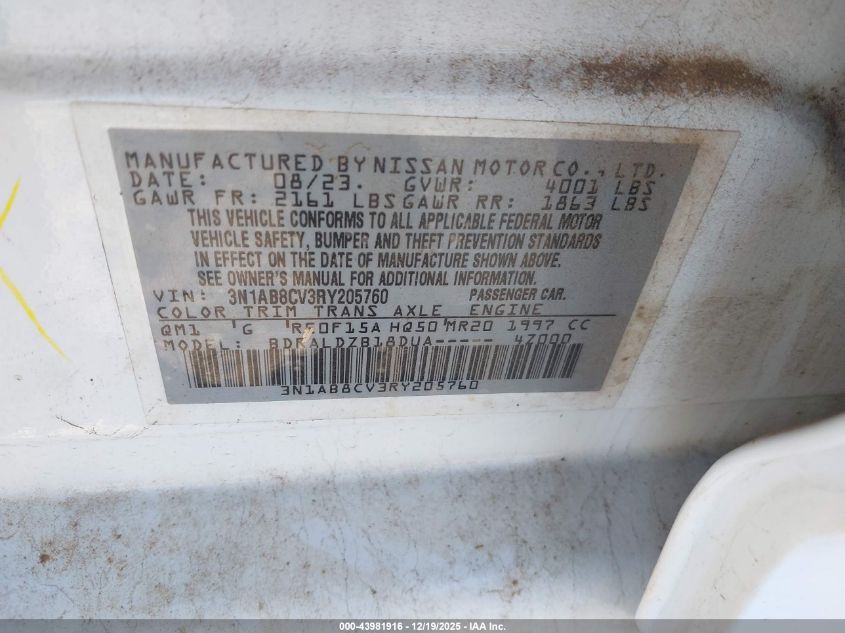 MANUFACTURED BY NISSAN MOTOR CO., LTD.
DATE: 08/23. GVWR: 4001 LBS
GAWR FR: 2161 LBS GAWR RR: 1863 LBS
THIS VEHICLE CONFORMS TO ALL APPLICABLE FEDERAL MOTOR
VEHICLE SAFETY, BUMPER AND THEFT PREVENTION STANDARDS
IN EFFECT ON THE DATE OF MANUFACTURE SHOWN ABOVE.
SEE OWNER'S MANUAL FOR ADDITIONAL INFORMATION.
VIN: 3N1AB8CV3RY205760 PASSENGER CAR.
COLOR TRIM TRANS AXLE ENGINE
QM1 G HQ50 MR20 1997 CC
MODEL: BDRALDZB18DUA----- 4Z000
3N1AB8CV3RY205760
000-43981916 - 12/19/2025 - IAA Inc.